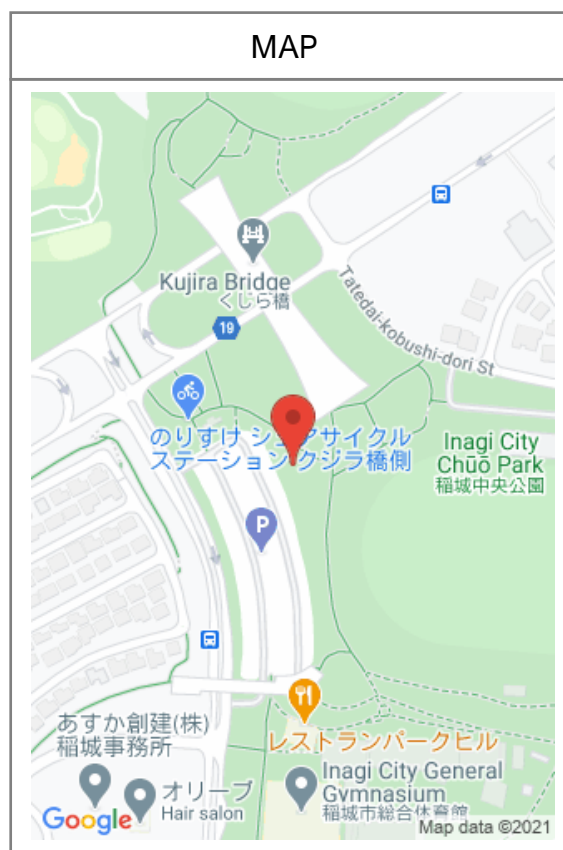 MAP
Kujira Bridge
くじら橋
Tatedai-kobushi-dori St
19
のりすけ シェアサイクル
ステーション クジラ橋側
Inagi City
Chūō Park
稲城中央公園
P
レストランパークヒル
あすか創建(株)
稲城事務所
オリーブ
Hair salon
Inagi City General
Gymnasium
稲城市総合体育館
Google
Map data ©2021